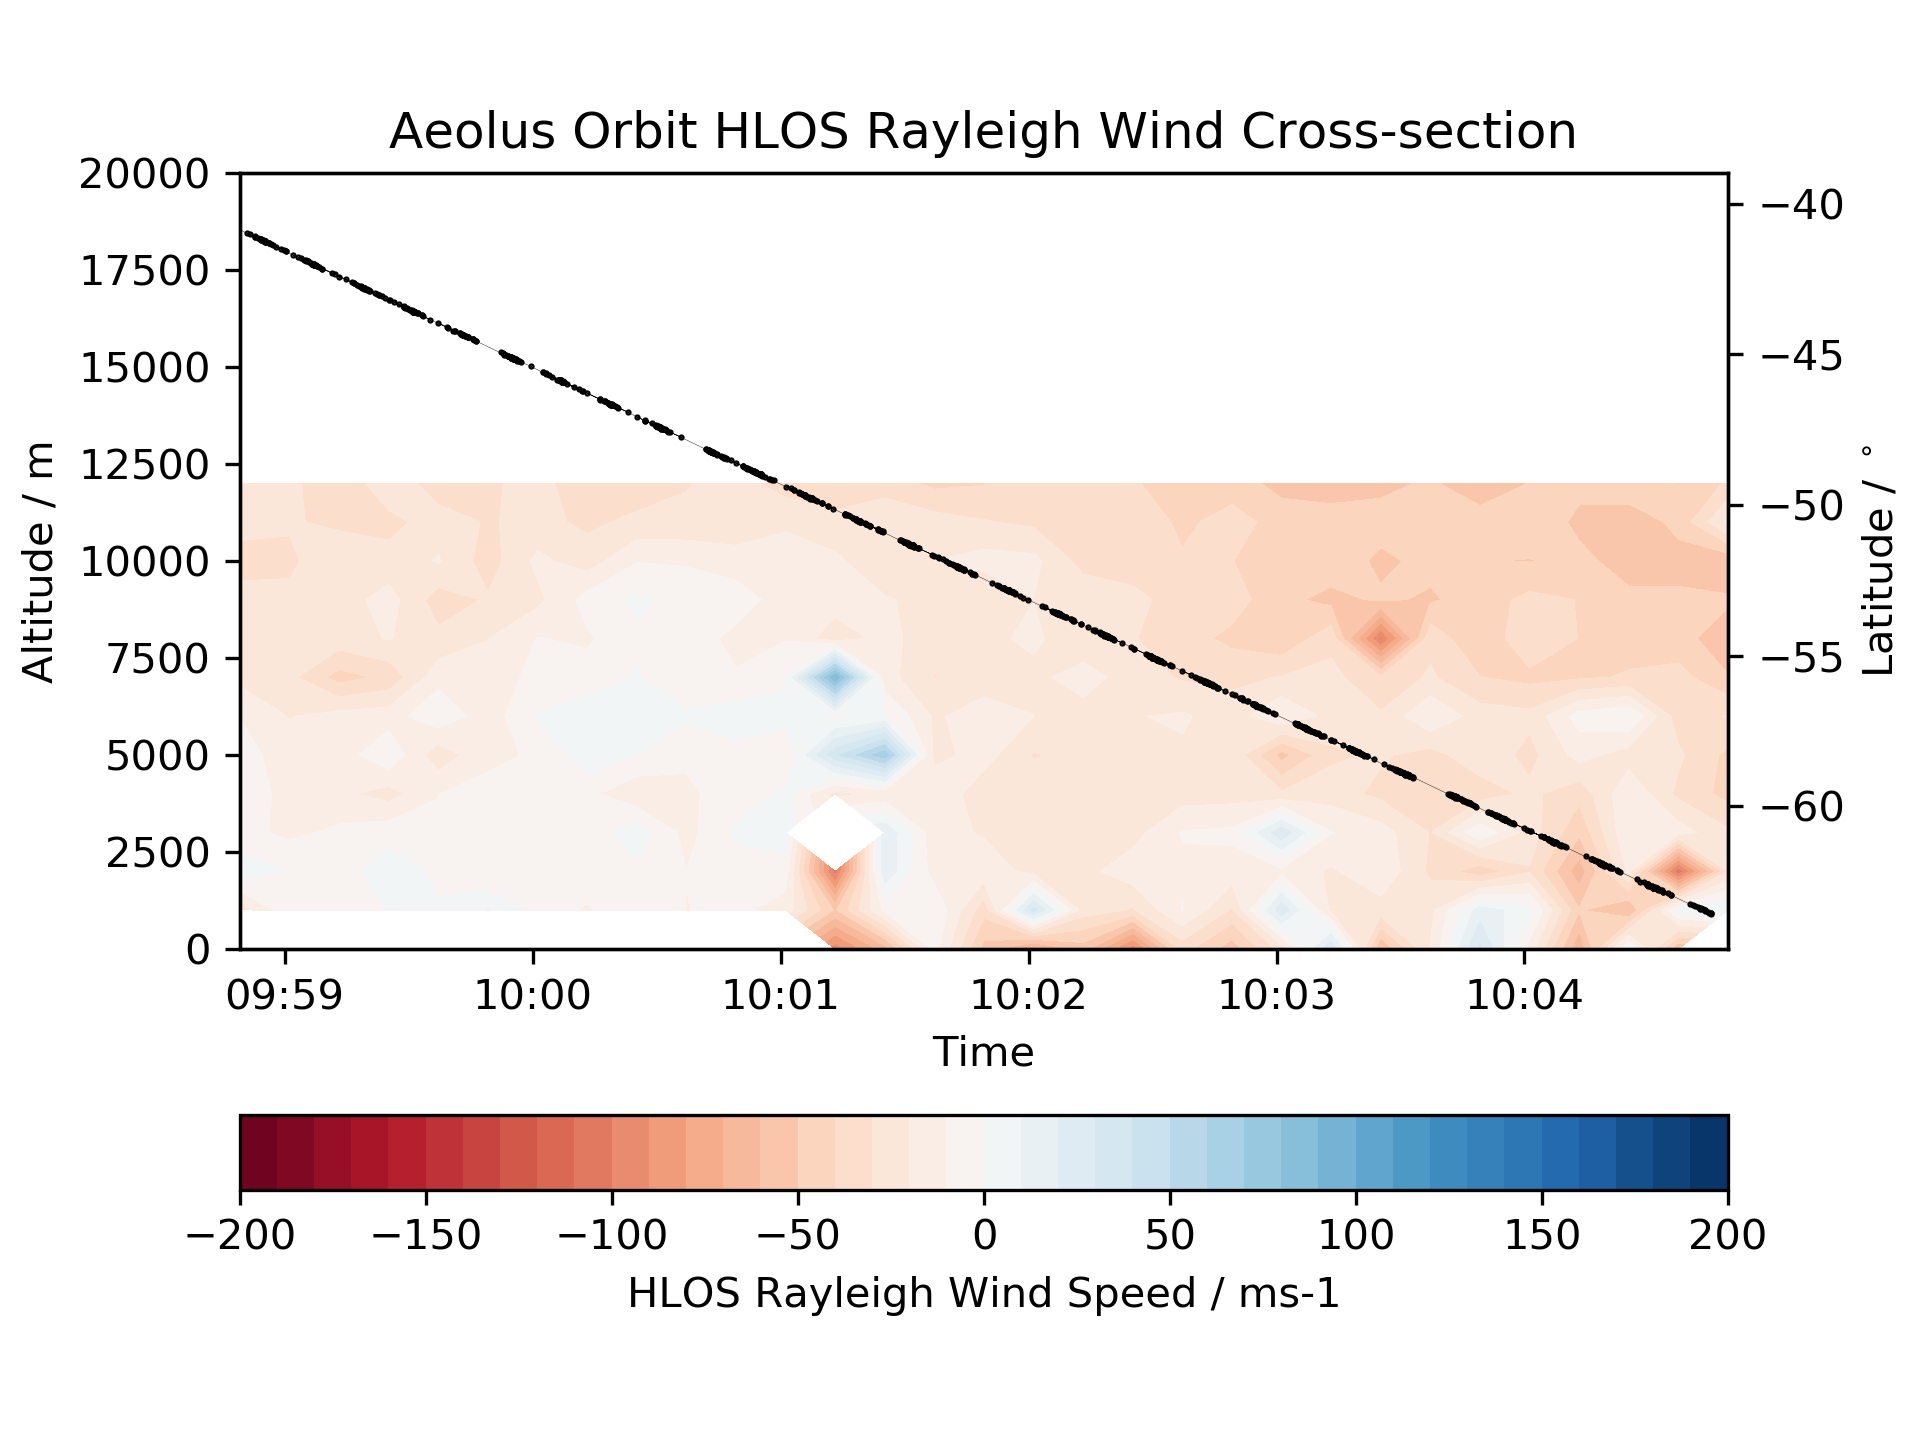 Aeolus Orbit HLOS Rayleigh Wind Cross-section
20000
17500
15000
12500
10000
7500
5000
2500
0
Altitude / m
−40
−45
−50
−55
−60
Latitude / °
09:59 10:00 10:01 10:02 10:03 10:04
Time
−200 −150 −100 −50 0 50 100 150 200
HLOS Rayleigh Wind Speed / ms-1